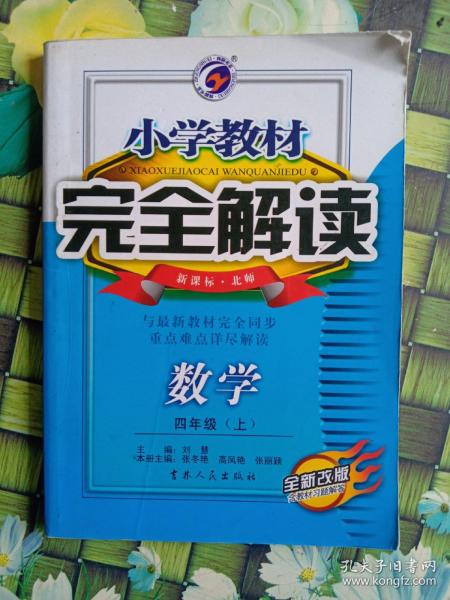 小学教材
XIAOXUEJIAOCAI WANQUANJIEDU
完全解读
新课标·北师
与最新教材完全同步
重点难点详尽解读
数学
四年级（上）
主 编：刘 慧
本册主编：张冬艳 高凤艳 张丽颖
吉林人民出版社
全新改版
含教材习题解答
孔夫子旧书网
www.kongfz.com